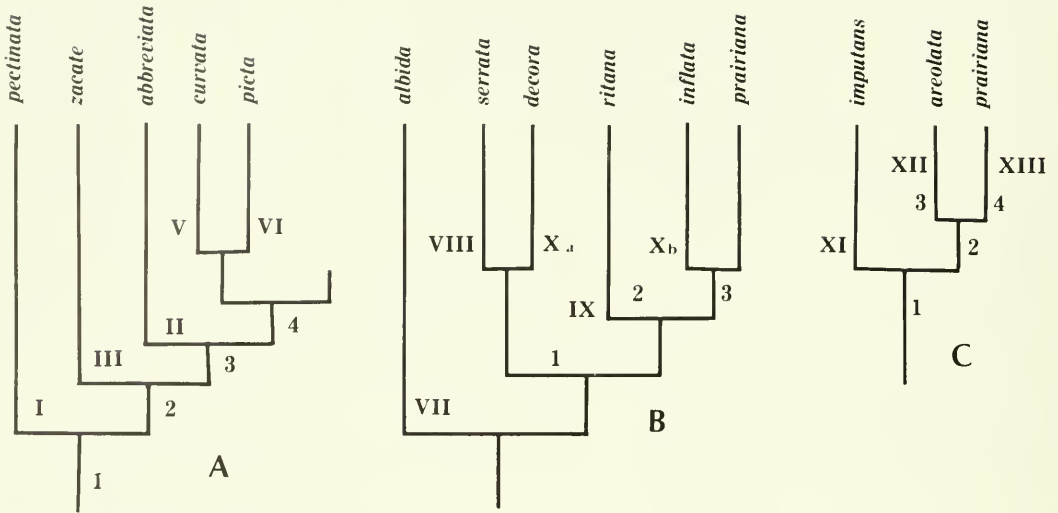 pectinata
zacate
abbreviata
curvata
picta
albida
serrata
decora
ritana
inflata
prairiana
imputans
areolata
prairiana
XII
XIII
3
4
V
VI
VIII
X a
X b
XI
2
II
4
IX
2
3
1
III
3
1
C
I
2
VII
B
A
I